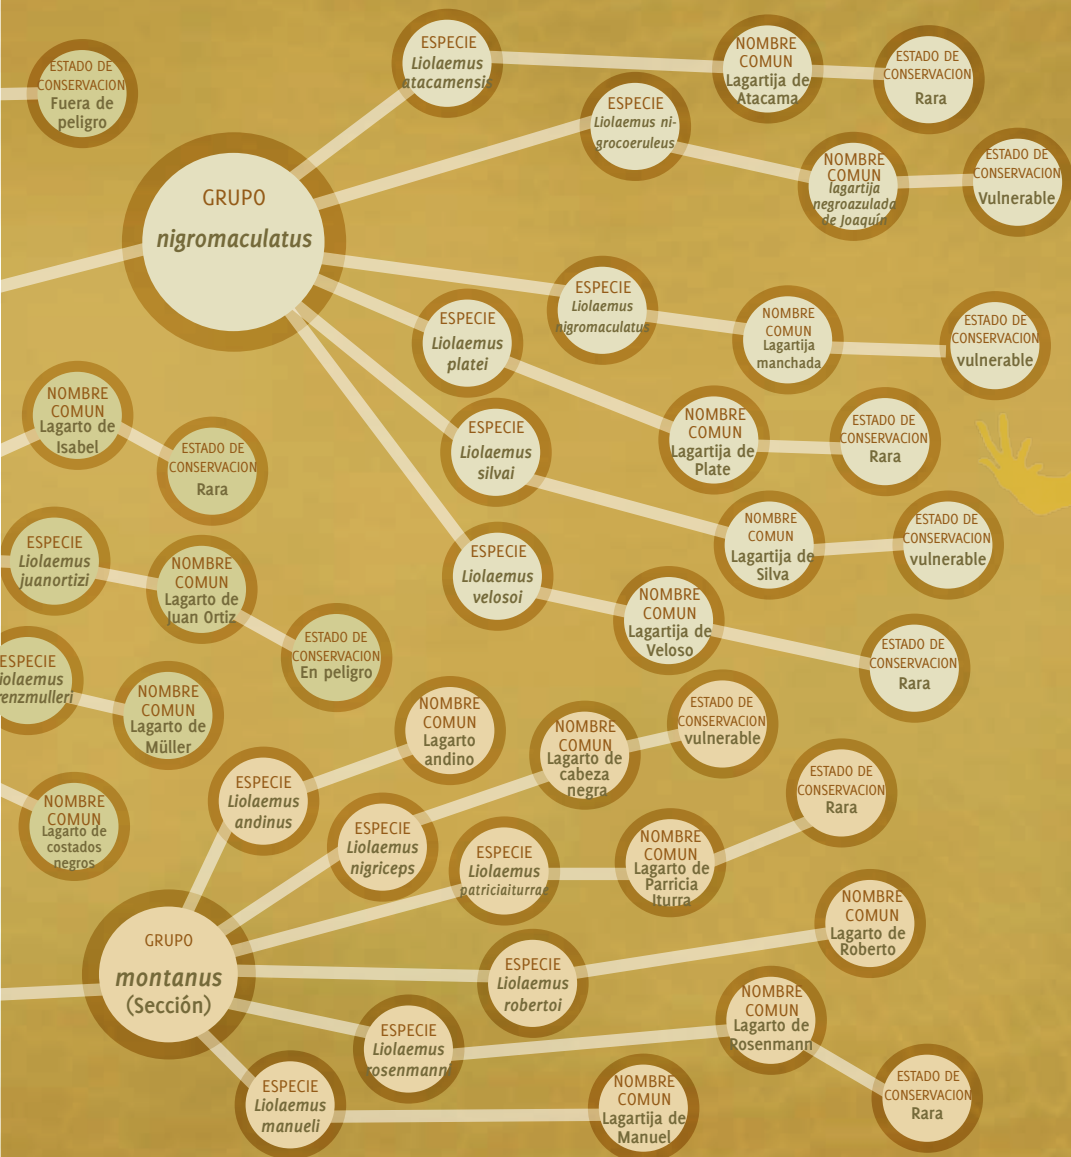 ESTADO DE
CONSERVACION
Fuera de
peligro
GRUPO
nigromaculatus
ESPECIE
Liolaemus
atacamensis
NOMBRE
COMUN
Lagartija de
Atacama
ESTADO DE
CONSERVACION
Rara
ESPECIE
Liolaemus ni-
grocoeruleus
NOMBRE
COMUN
lagartija
negroazulada
de Joaquín
ESTADO DE
CONSERVACION
Vulnerable
ESPECIE
Liolaemus
nigromaculatus
NOMBRE
COMUN
Lagartija
manchada
ESTADO DE
CONSERVACION
vulnerable
ESPECIE
Liolaemus
platei
NOMBRE
COMUN
Lagartija de
Plate
ESTADO DE
CONSERVACION
Rara
ESPECIE
Liolaemus
silvai
NOMBRE
COMUN
Lagartija de
Silva
ESTADO DE
CONSERVACION
vulnerable
ESPECIE
Liolaemus
velosoi
NOMBRE
COMUN
Lagartija de
Veloso
ESTADO DE
CONSERVACION
Rara
NOMBRE
COMUN
Lagarto de
Isabel
ESTADO DE
CONSERVACION
Rara
ESPECIE
Liolaemus
juanortizi
NOMBRE
COMUN
Lagarto de
Juan Ortiz
ESTADO DE
CONSERVACION
En peligro
ESPECIE
iolaemus
renzmulleri
NOMBRE
COMUN
Lagarto de
Müller
NOMBRE
COMUN
Lagarto de
costados
negros
GRUPO
montanus
(Sección)
ESPECIE
Liolaemus
andinus
NOMBRE
COMUN
Lagarto
andino
ESPECIE
Liolaemus
nigriceps
NOMBRE
COMUN
Lagarto de
cabeza
negra
ESTADO DE
CONSERVACION
vulnerable
ESPECIE
Liolaemus
patriciaiturrae
NOMBRE
COMUN
Lagarto de
Parricia
Iturra
ESTADO DE
CONSERVACION
Rara
ESPECIE
Liolaemus
robertoi
NOMBRE
COMUN
Lagarto de
Roberto
ESPECIE
Liolaemus
rosenmanni
NOMBRE
COMUN
Lagarto de
Rosenmann
ESTADO DE
CONSERVACION
Rara
ESPECIE
Liolaemus
manueli
NOMBRE
COMUN
Lagartija de
Manuel